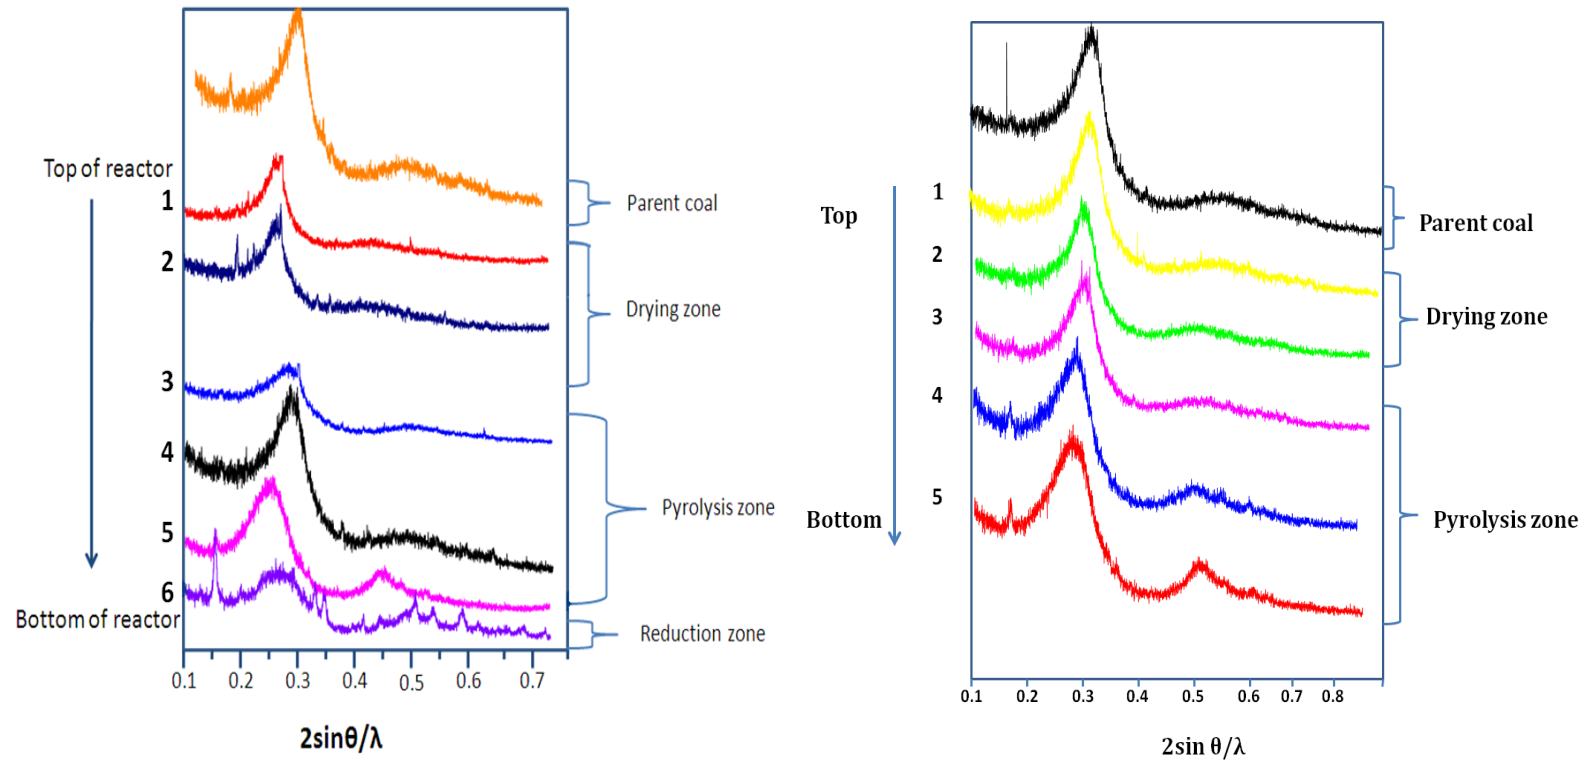 Top of reactor
1
2
3
4
5
6
Bottom of reactor
Parent coal
Drying zone
Pyrolysis zone
Reduction zone
0.1 0.2 0.3 0.4 0.5 0.6 0.7
2sinθ/λ
Top
Bottom
1
2
3
4
5
Parent coal
Drying zone
Pyrolysis zone
0.1 0.2 0.3 0.4 0.5 0.6 0.7 0.8
2sin θ/λ